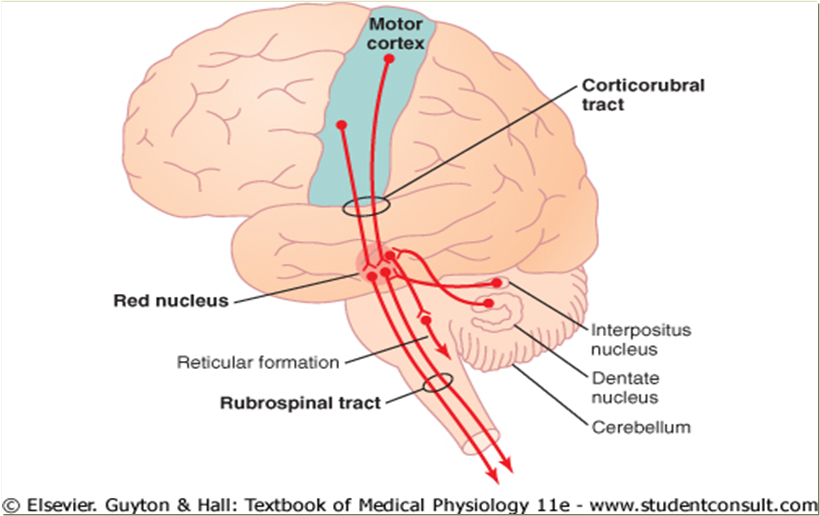 Motor
cortex
Corticorubral
tract
Red nucleus
Interpositus
nucleus
Reticular formation
Dentate
nucleus
Rubrospinal tract
Cerebellum
© Elsevier. Guyton & Hall: Textbook of Medical Physiology 11e - www.studentconsult.com